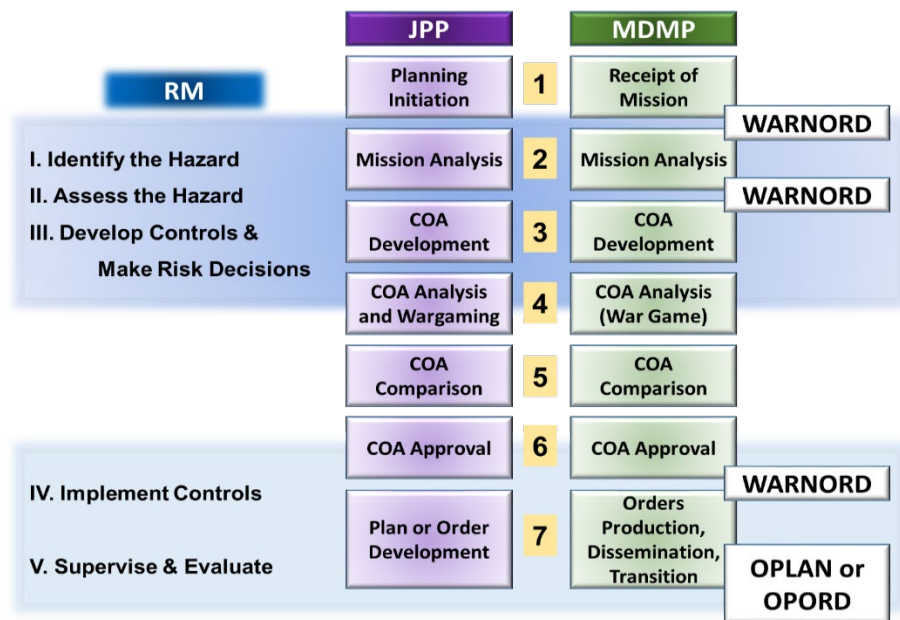 JPP
MDMP
RM
Planning
Initiation
1
Receipt of
Mission
WARNORD
I. Identify the Hazard
Mission Analysis
2
Mission Analysis
WARNORD
II. Assess the Hazard
III. Develop Controls &
Make Risk Decisions
COA
Development
3
COA
Development
COA Analysis
and Wargaming
4
COA Analysis
(War Game)
COA
Comparison
5
COA
Comparison
COA Approval
6
COA Approval
WARNORD
IV. Implement Controls
V. Supervise & Evaluate
Plan or Order
Development
7
Orders
Production,
Dissemination,
Transition
OPLAN or
OPORD